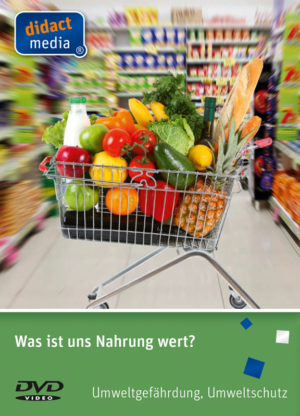 didact
media®
Was ist uns Nahrung wert?
DVD
VIDEO
Umweltgefährdung, Umweltschutz